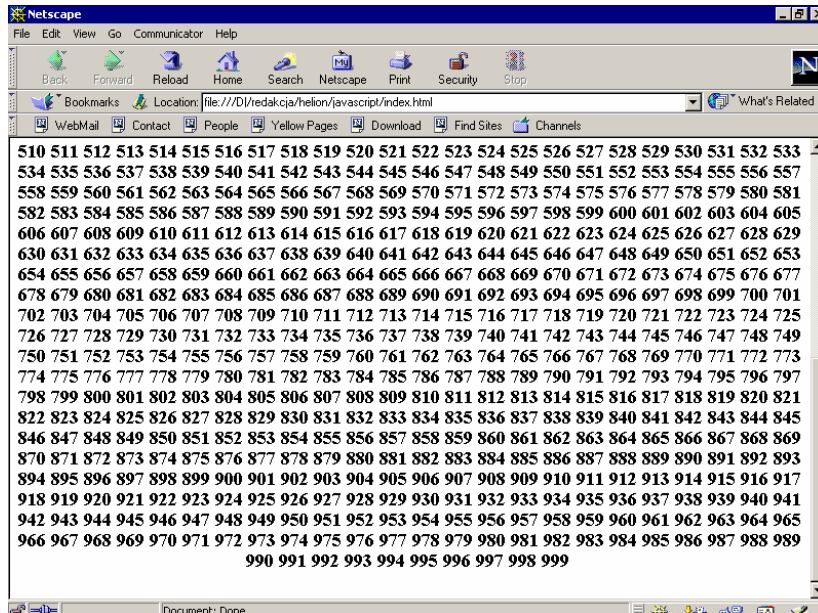 Netscape
File Edit View Go Communicator Help
Back Forward Reload Home Search Netscape Print Security Stop
Bookmarks Location: file:///D|/redakcja/helion/javascript/index.html What's Related
WebMail Contact People Yellow Pages Download Find Sites Channels
510 511 512 513 514 515 516 517 518 519 520 521 522 523 524 525 526 527 528 529 530 531 532 533
534 535 536 537 538 539 540 541 542 543 544 545 546 547 548 549 550 551 552 553 554 555 556 557
558 559 560 561 562 563 564 565 566 567 568 569 570 571 572 573 574 575 576 577 578 579 580 581
582 583 584 585 586 587 588 589 590 591 592 593 594 595 596 597 598 599 600 601 602 603 604 605
606 607 608 609 610 611 612 613 614 615 616 617 618 619 620 621 622 623 624 625 626 627 628 629
630 631 632 633 634 635 636 637 638 639 640 641 642 643 644 645 646 647 648 649 650 651 652 653
654 655 656 657 658 659 660 661 662 663 664 665 666 667 668 669 670 671 672 673 674 675 676 677
678 679 680 681 682 683 684 685 686 687 688 689 690 691 692 693 694 695 696 697 698 699 700 701
702 703 704 705 706 707 708 709 710 711 712 713 714 715 716 717 718 719 720 721 722 723 724 725
726 727 728 729 730 731 732 733 734 735 736 737 738 739 740 741 742 743 744 745 746 747 748 749
750 751 752 753 754 755 756 757 758 759 760 761 762 763 764 765 766 767 768 769 770 771 772 773
774 775 776 777 778 779 780 781 782 783 784 785 786 787 788 789 790 791 792 793 794 795 796 797
798 799 800 801 802 803 804 805 806 807 808 809 810 811 812 813 814 815 816 817 818 819 820 821
822 823 824 825 826 827 828 829 830 831 832 833 834 835 836 837 838 839 840 841 842 843 844 845
846 847 848 849 850 851 852 853 854 855 856 857 858 859 860 861 862 863 864 865 866 867 868 869
870 871 872 873 874 875 876 877 878 879 880 881 882 883 884 885 886 887 888 889 890 891 892 893
894 895 896 897 898 899 900 901 902 903 904 905 906 907 908 909 910 911 912 913 914 915 916 917
918 919 920 921 922 923 924 925 926 927 928 929 930 931 932 933 934 935 936 937 938 939 940 941
942 943 944 945 946 947 948 949 950 951 952 953 954 955 956 957 958 959 960 961 962 963 964 965
966 967 968 969 970 971 972 973 974 975 976 977 978 979 980 981 982 983 984 985 986 987 988 989
990 991 992 993 994 995 996 997 998 999
Document: Done